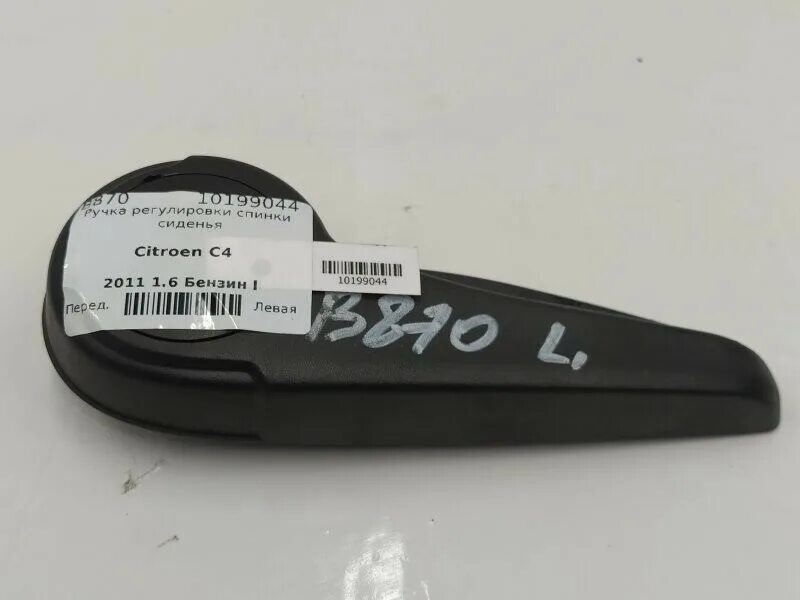 B870 10199044
Ручка регулировки спинки
сиденья
Citroen C4
2011 1.6 Бензин I
Перед. Левая
10199044
B870 L.